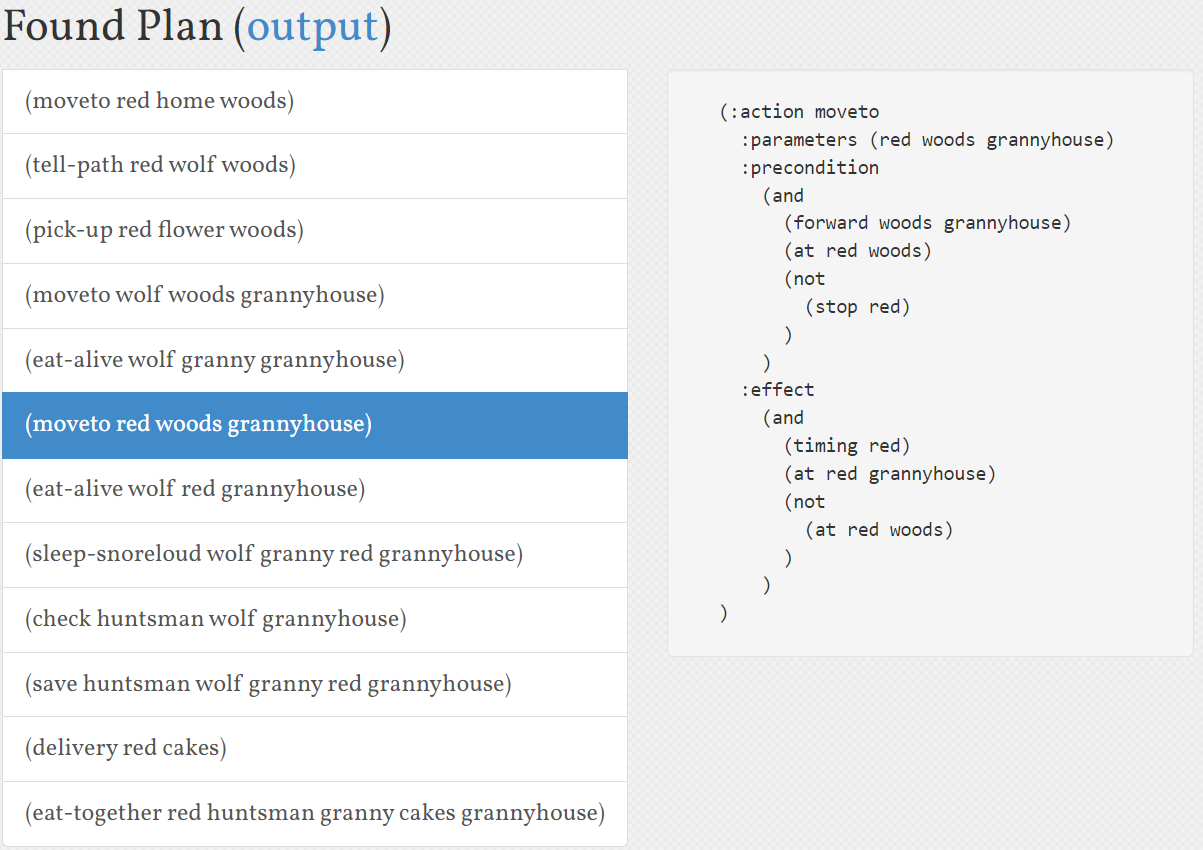 Found Plan (output)
(moveto red home woods)
(tell-path red wolf woods)
(pick-up red flower woods)
(moveto wolf woods grannyhouse)
(eat-alive wolf granny grannyhouse)
(moveto red woods grannyhouse)
(eat-alive wolf red grannyhouse)
(sleep-snoreloud wolf granny red grannyhouse)
(check huntsman wolf grannyhouse)
(save huntsman wolf granny red grannyhouse)
(delivery red cakes)
(eat-together red huntsman granny cakes grannyhouse)
(:action moveto
  :parameters (red woods grannyhouse)
  :precondition
    (and
      (forward woods grannyhouse)
      (at red woods)
      (not
        (stop red)
      )
    )
  :effect
    (and
      (timing red)
      (at red grannyhouse)
      (not
        (at red woods)
      )
    )
)